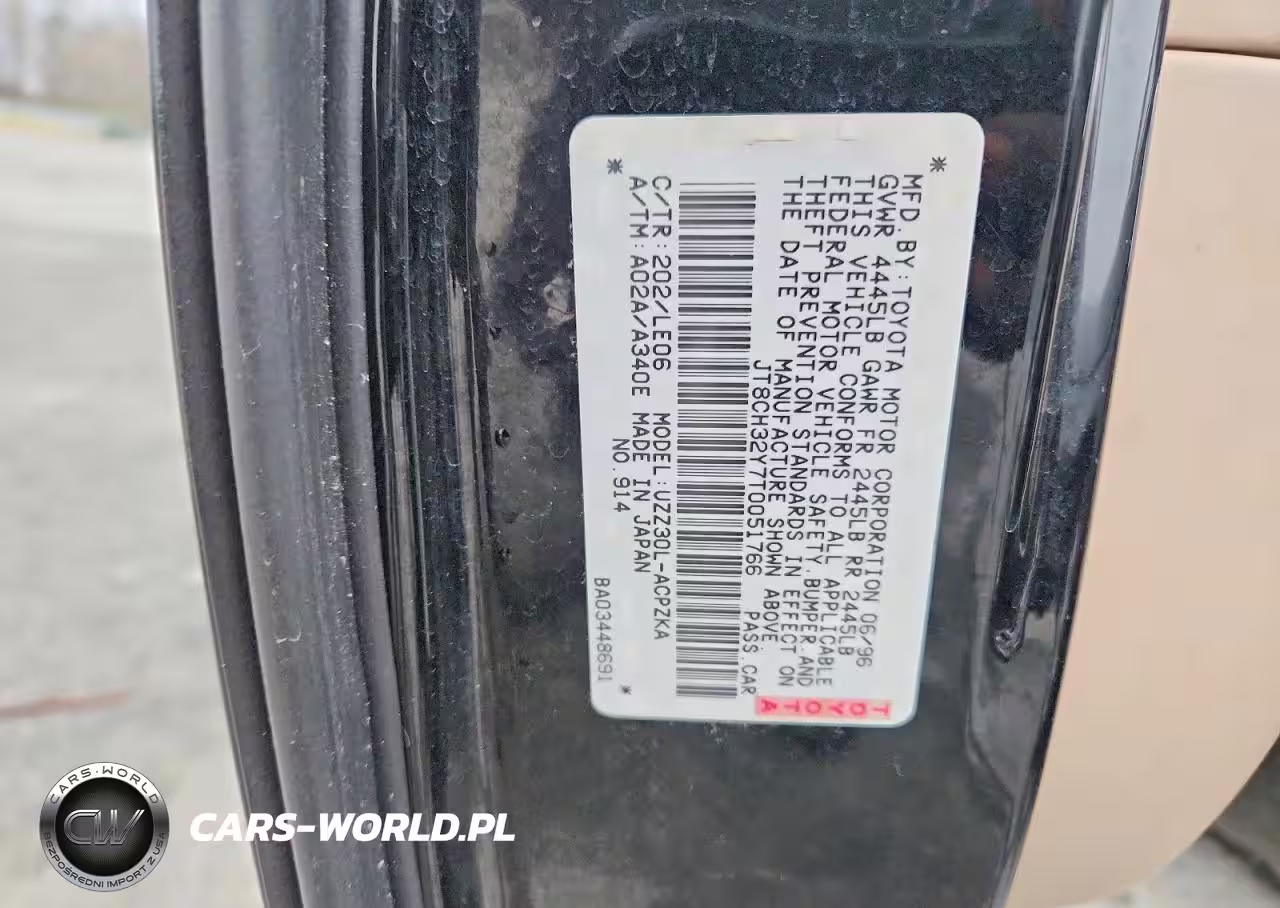 MFD. BY: TOYOTA MOTOR CORPORATION 06/96
GVWR 4445LB GAWR FR 2445LB RR 2445LB
THIS VEHICLE CONFORMS TO ALL APPLICABLE
FEDERAL MOTOR VEHICLE SAFETY, BUMPER, AND
THEFT PREVENTION STANDARDS IN EFFECT ON
THE DATE OF MANUFACTURE SHOWN ABOVE.
JT8CH32Y7T0051766 PASS. CAR
C/TR: 202/LE06 MODEL: UZZ30L-ACPZKA
A/TM: A02A/A340E MADE IN JAPAN
NO. 914
BA03448691
TOYOTA
CARS-WORLD
CW
BEZPOŚREDNI IMPORT Z USA
CARS-WORLD.PL